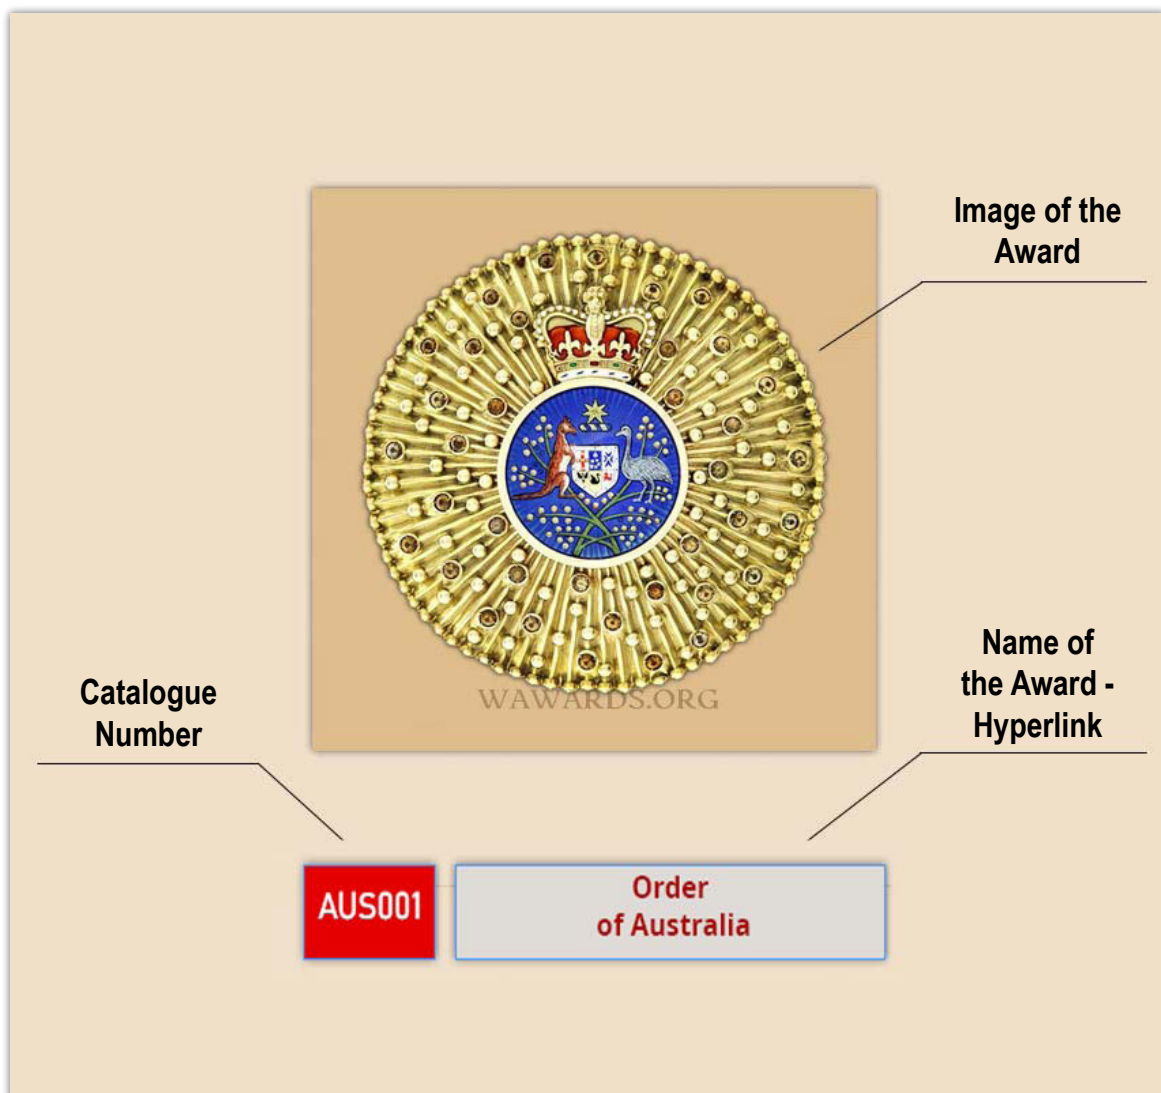 Image of the
Award
WAWARDS.ORG
Name of
the Award -
Hyperlink
Catalogue
Number
AUS001
Order
of Australia